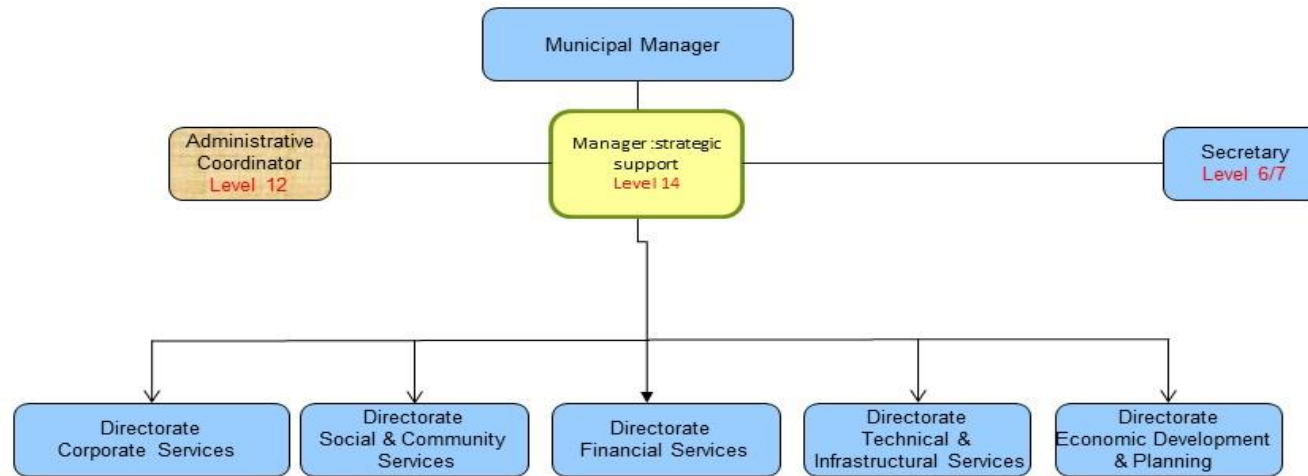 Municipal Manager
Administrative
Coordinator
Level 12
Manager :strategic
support
Level 14
Secretary
Level 6/7
Directorate
Corporate Services
Directorate
Social & Community
Services
Directorate
Financial Services
Directorate
Technical &
Infrastructural Services
Directorate
Economic Development
& Planning